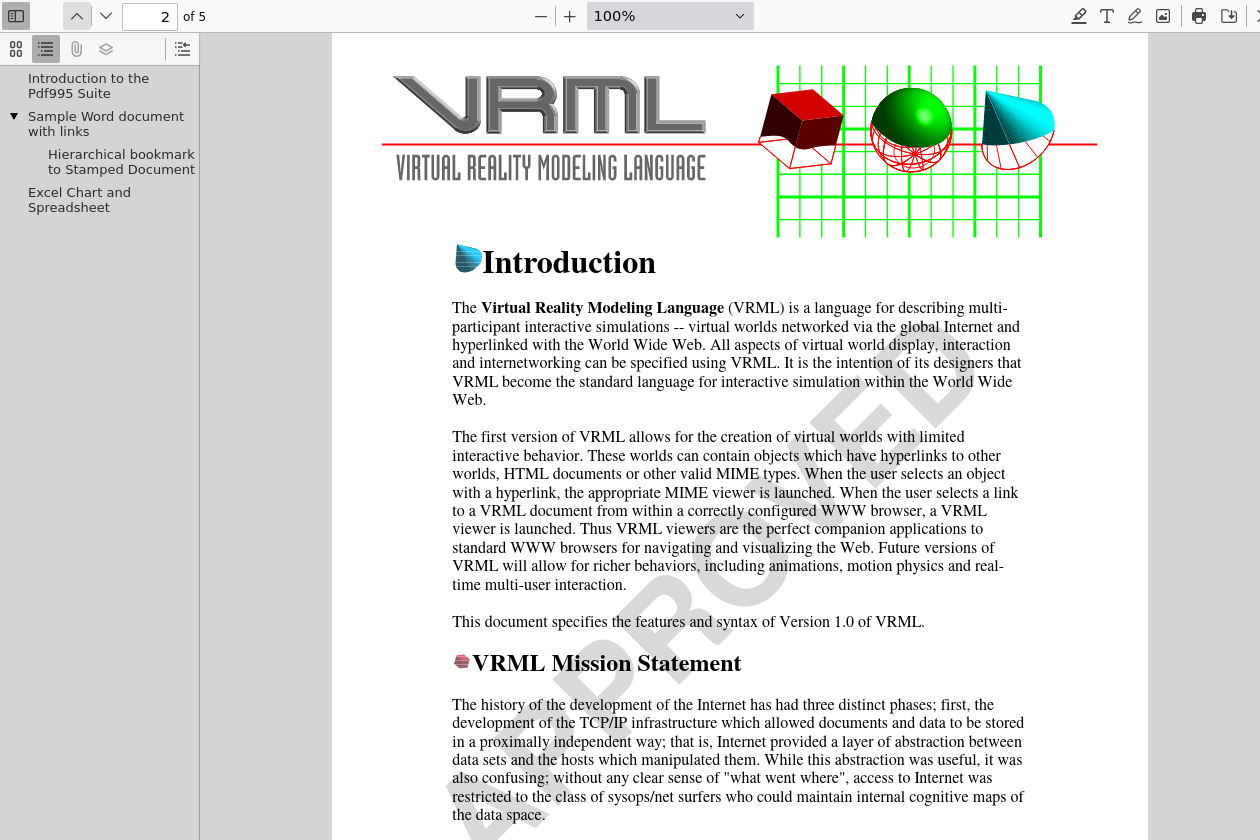 2
of 5
100%
Introduction to the
Pdf995 Suite
Sample Word document
with links
Hierarchical bookmark
to Stamped Document
Excel Chart and
Spreadsheet
VRML
VIRTUAL REALITY MODELING LANGUAGE
Introduction
The Virtual Reality Modeling Language (VRML) is a language for describing multi-
participant interactive simulations -- virtual worlds networked via the global Internet and
hyperlinked with the World Wide Web. All aspects of virtual world display, interaction
and internetworking can be specified using VRML. It is the intention of its designers that
VRML become the standard language for interactive simulation within the World Wide
Web.
The first version of VRML allows for the creation of virtual worlds with limited
interactive behavior. These worlds can contain objects which have hyperlinks to other
worlds, HTML documents or other valid MIME types. When the user selects an object
with a hyperlink, the appropriate MIME viewer is launched. When the user selects a link
to a VRML document from within a correctly configured WWW browser, a VRML
viewer is launched. Thus VRML viewers are the perfect companion applications to
standard WWW browsers for navigating and visualizing the Web. Future versions of
VRML will allow for richer behaviors, including animations, motion physics and real-
time multi-user interaction.
This document specifies the features and syntax of Version 1.0 of VRML.
VRML Mission Statement
The history of the development of the Internet has had three distinct phases; first, the
development of the TCP/IP infrastructure which allowed documents and data to be stored
in a proximally independent way; that is, Internet provided a layer of abstraction between
data sets and the hosts which manipulated them. While this abstraction was useful, it was
also confusing; without any clear sense of "what went where", access to Internet was
restricted to the class of sysops/net surfers who could maintain internal cognitive maps of
the data space.
APPROVED